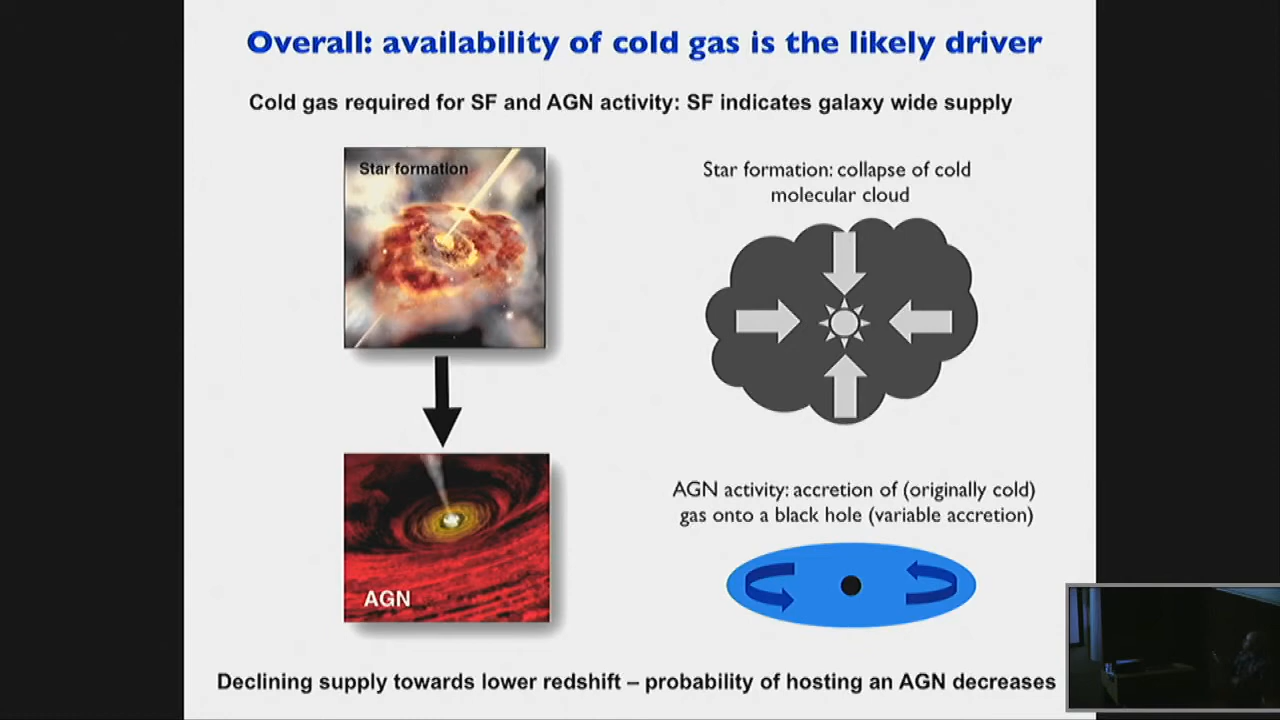 Overall: availability of cold gas is the likely driver
Cold gas required for SF and AGN activity: SF indicates galaxy wide supply
Star formation
Star formation: collapse of cold
molecular cloud
AGN activity: accretion of (originally cold)
gas onto a black hole (variable accretion)
AGN
Declining supply towards lower redshift – probability of hosting an AGN decreases